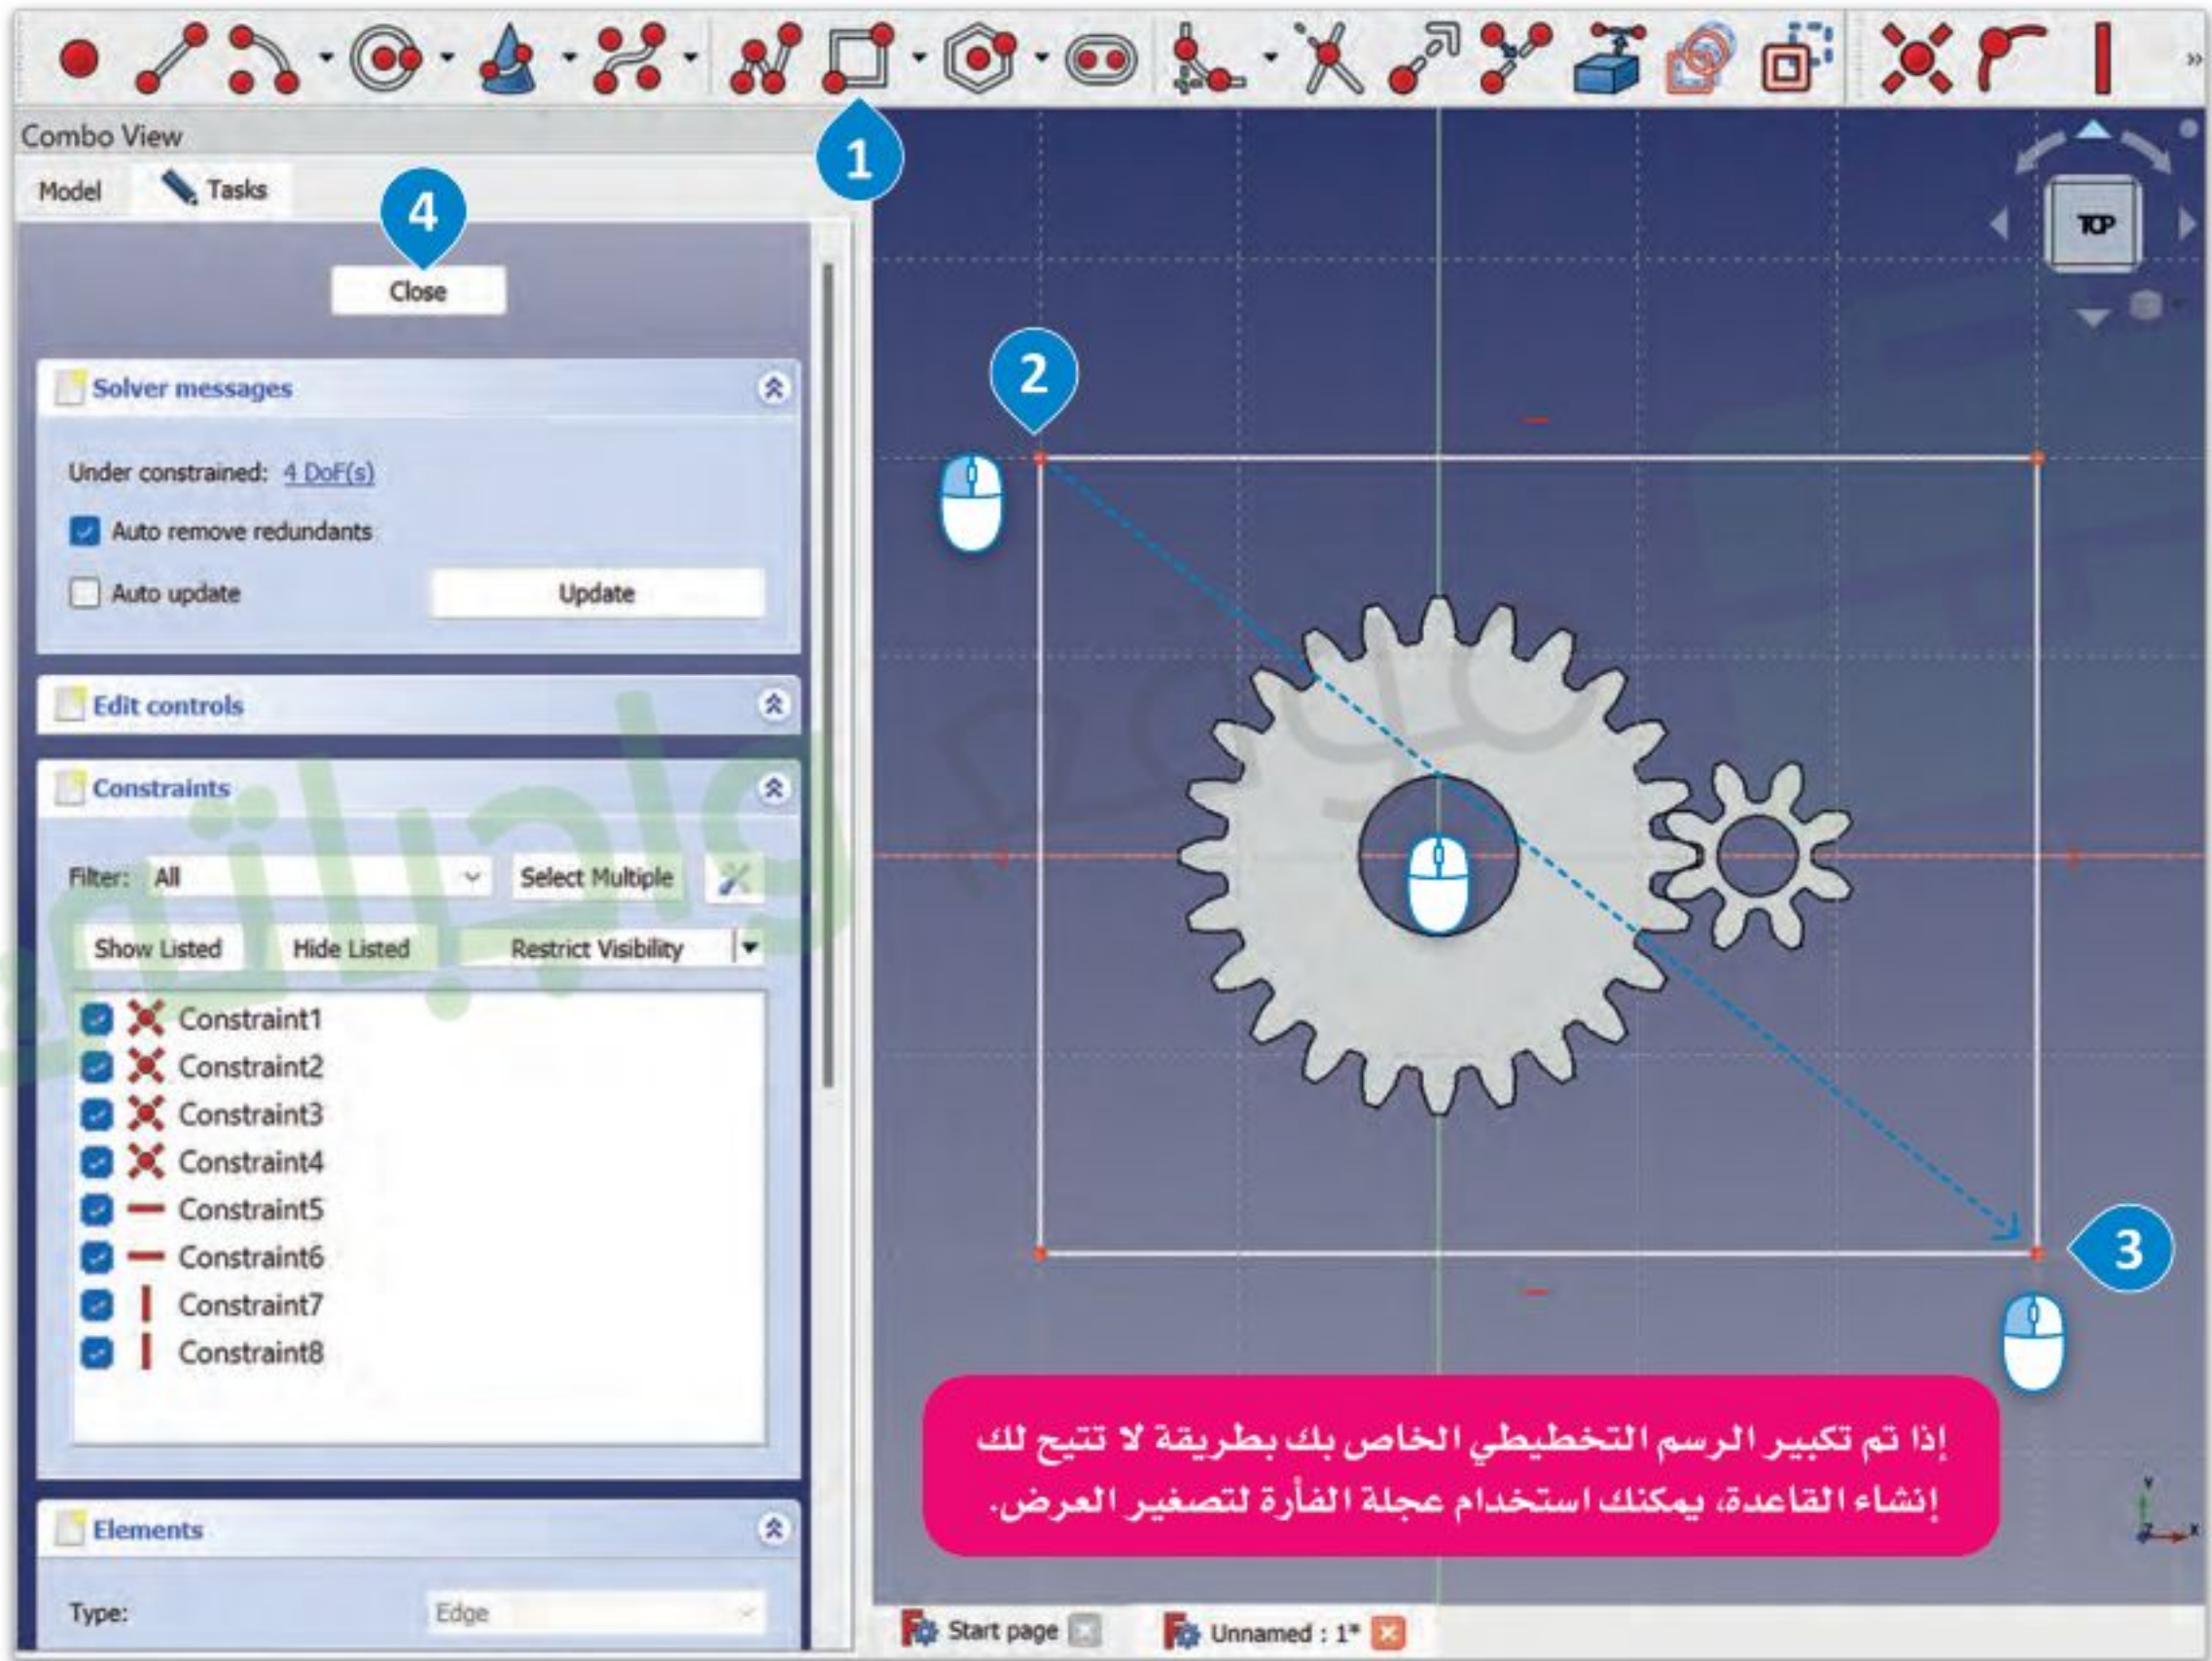 Combo View
1
Model
Tasks
4
Close
TOP
2
Solver messages
Under constrained: 4 DoF(s)
Auto remove redundants
Auto update
Update
Edit controls
Constraints
Filter: All
Select Multiple
Show Listed
Hide Listed
Restrict Visibility
Constraint1
Constraint2
Constraint3
Constraint4
Constraint5
Constraint6
Constraint7
Constraint8
3
إذا تم تكبير الرسم التخطيطي الخاص بك بطريقة لا تتيح لك
إنشاء القاعدة، يمكنك استخدام عجلة الفأرة لتصغير العرض.
Elements
Type:
Edge
Y
Z
X
Start page
Unnamed : 1*
موقع
واجباتي